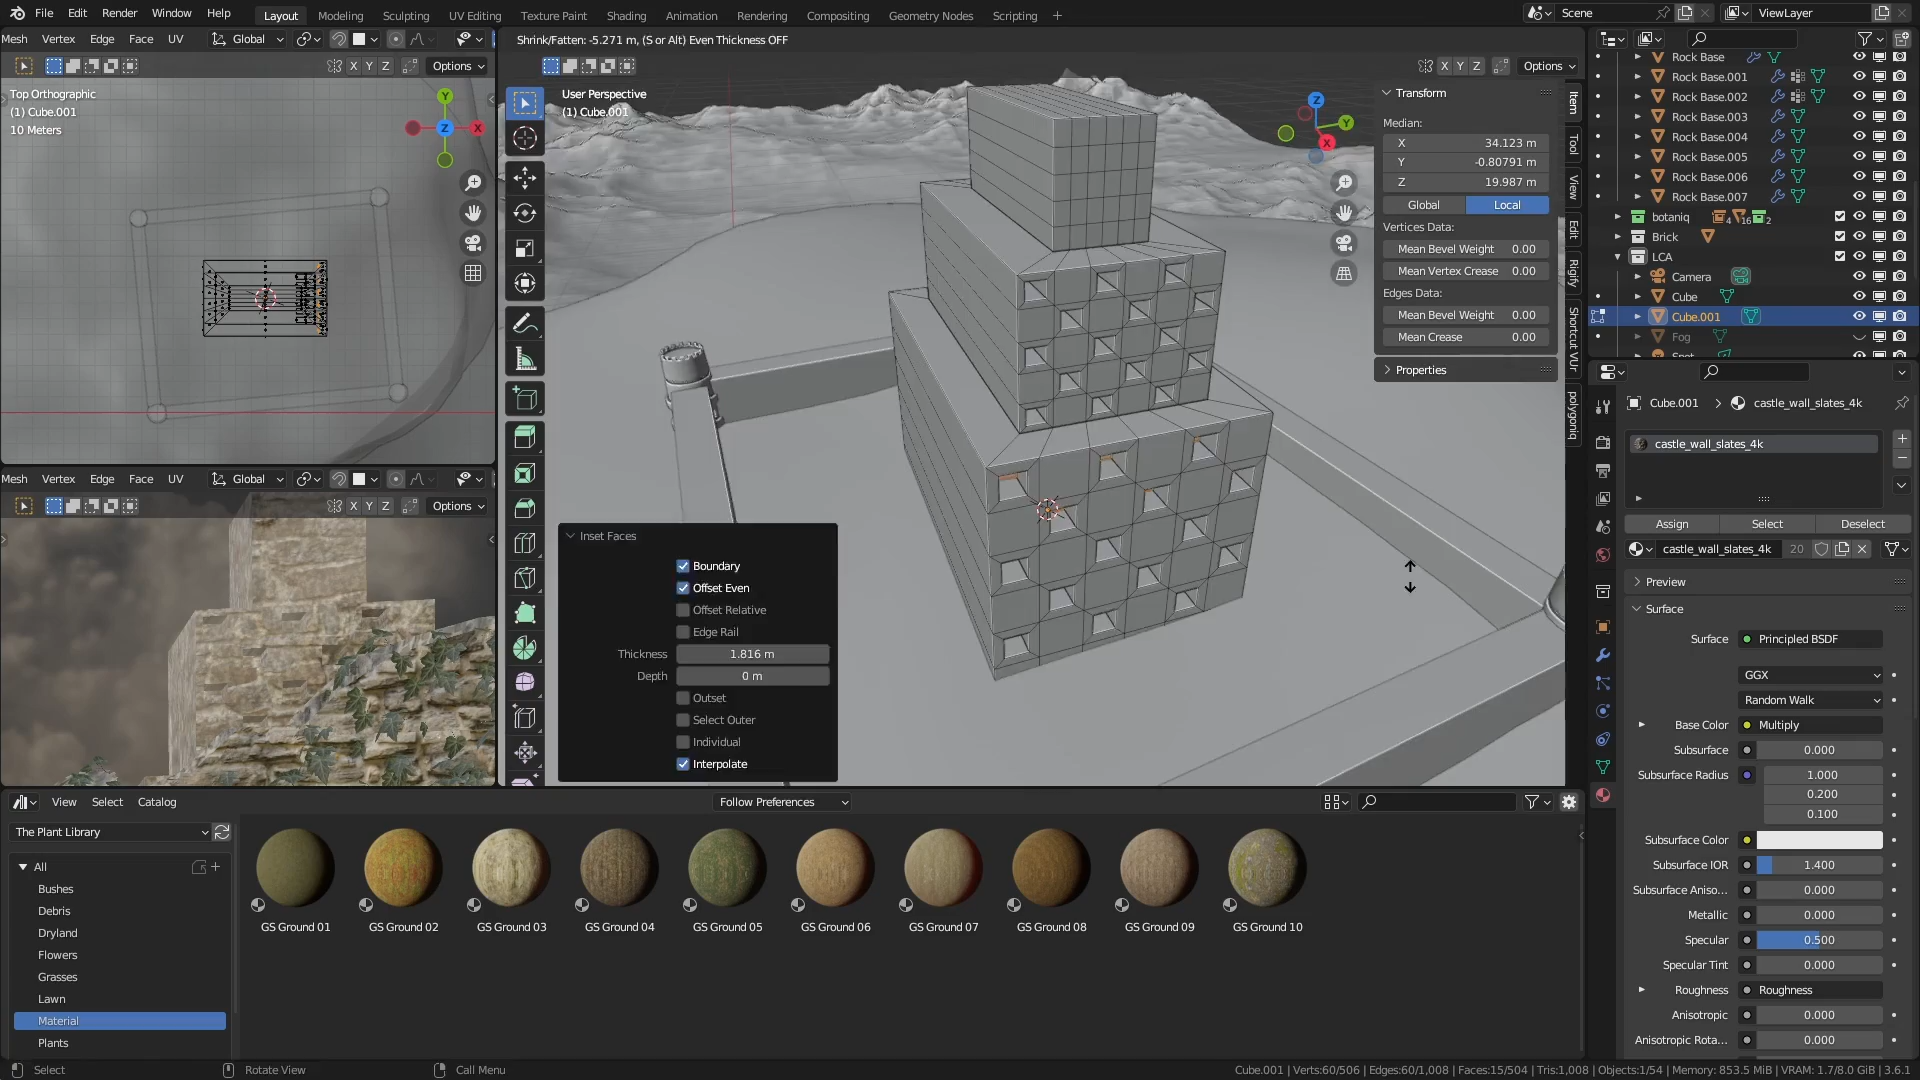 File Edit Render Window Help Layout Modeling Sculpting UV Editing Texture Paint Shading Animation Rendering Compositing Geometry Nodes Scripting + Scene ViewLayer
Mesh Vertex Edge Face UV Global
Shrink/Fatten: -5.271 m, (S or Alt) Even Thickness OFF
X Y Z Options
X Y Z Options
Top Orthographic
(1) Cube.001
10 Meters
Y
Z
X
User Perspective
(1) Cube.001
Z
Y
X
Transform
Median:
X 34.123 m
Y -0.80791 m
Z 19.987 m
Global Local
Vertices Data:
Mean Bevel Weight 0.00
Mean Vertex Crease 0.00
Edges Data:
Mean Bevel Weight 0.00
Mean Crease 0.00
Properties
Item
Tool
View
Edit
Rigify
Shortcut VUr
polygoniq
Rock Base
Rock Base.001
Rock Base.002
Rock Base.003
Rock Base.004
Rock Base.005
Rock Base.006
Rock Base.007
botaniq 4 16 2
Brick
LCA
Camera
Cube
Cube.001
Fog
Spot
Mesh Vertex Edge Face UV Global
X Y Z Options
Inset Faces
Boundary
Offset Even
Offset Relative
Edge Rail
Thickness 1.816 m
Depth 0 m
Outset
Select Outer
Individual
Interpolate
Cube.001 > castle_wall_slates_4k
castle_wall_slates_4k
Assign Select Deselect
castle_wall_slates_4k 20
Preview
Surface
Surface Principled BSDF
GGX
Random Walk
Base Color Multiply
Subsurface 0.000
Subsurface Radius 1.000
0.200
0.100
Subsurface Color
Subsurface IOR 1.400
Subsurface Aniso... 0.000
Metallic 0.000
Specular 0.500
Specular Tint 0.000
Roughness Roughness
Anisotropic 0.000
Anisotropic Rota... 0.000
View Select Catalog Follow Preferences
The Plant Library
All
Bushes
Debris
Dryland
Flowers
Grasses
Lawn
Material
Plants
GS Ground 01 GS Ground 02 GS Ground 03 GS Ground 04 GS Ground 05 GS Ground 06 GS Ground 07 GS Ground 08 GS Ground 09 GS Ground 10
Select Rotate View Call Menu Cube.001 | Verts:60/506 | Edges:60/1,008 | Faces:15/504 | Tris:1,008 | Objects:1/54 | Memory: 853.5 MiB | VRAM: 1.7/8.0 GiB | 3.6.1